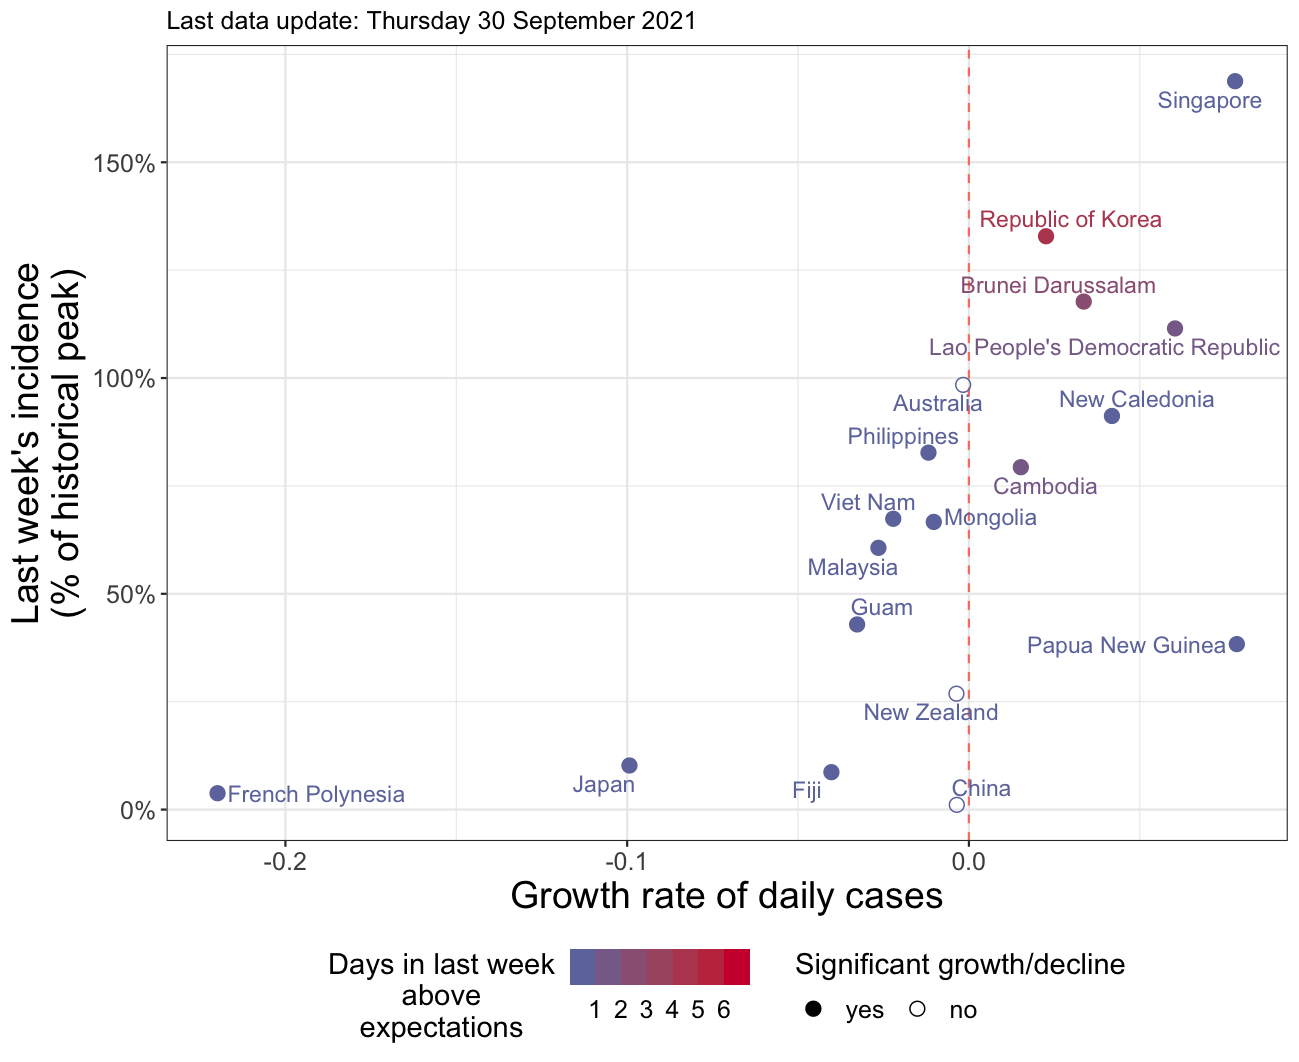 Last data update: Thursday 30 September 2021
Last week's incidence
(% of historical peak)
150%
100%
50%
0%
Singapore
Republic of Korea
Brunei Darussalam
Lao People's Democratic Republic
Australia
New Caledonia
Philippines
Cambodia
Viet Nam
Mongolia
Malaysia
Guam
Papua New Guinea
New Zealand
Japan
Fiji
China
French Polynesia
-0.2 -0.1 0.0
Growth rate of daily cases
Days in last week
above
expectations
1 2 3 4 5 6
Significant growth/decline
yes no